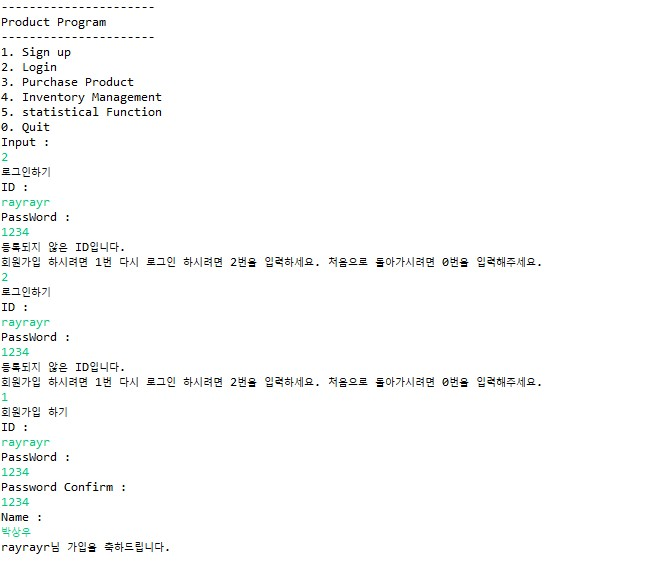 ----------------------
Product Program
----------------------
1. Sign up
2. Login
3. Purchase Product
4. Inventory Management
5. statistical Function
0. Quit
Input :
2
로그인하기
ID :
rayrayr
PassWord :
1234
등록되지 않은 ID입니다.
회원가입 하시려면 1번 다시 로그인 하시려면 2번을 입력하세요. 처음으로 돌아가시려면 0번을 입력해주세요.
2
로그인하기
ID :
rayrayr
PassWord :
1234
등록되지 않은 ID입니다.
회원가입 하시려면 1번 다시 로그인 하시려면 2번을 입력하세요. 처음으로 돌아가시려면 0번을 입력해주세요.
1
회원가입 하기
ID :
rayrayr
PassWord :
1234
Password Confirm :
1234
Name :
박상우
rayrayr님 가입을 축하드립니다.